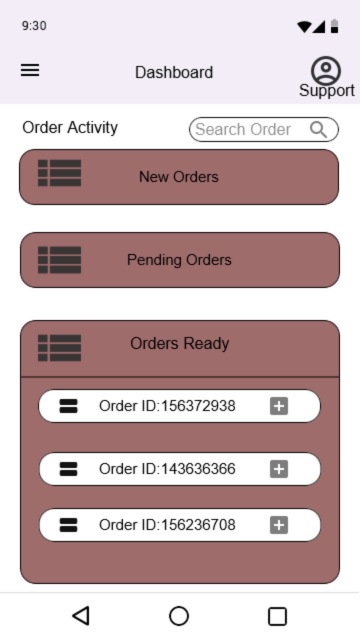 9:30
Dashboard
Support
Order Activity
Search Order
New Orders
Pending Orders
Orders Ready
Order ID:156372938
Order ID:143636366
Order ID:156236708